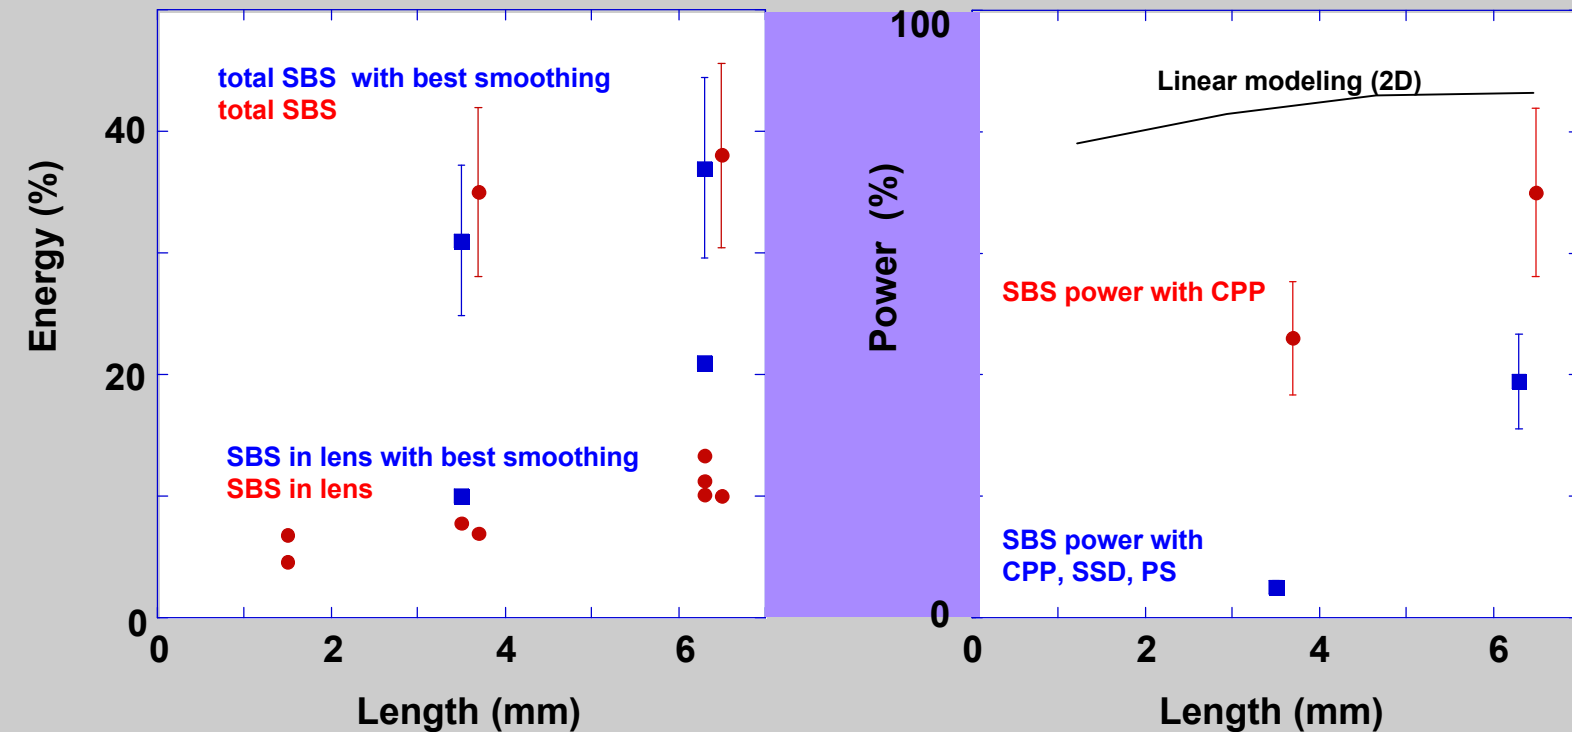 total SBS with best smoothing
total SBS
40
Energy (%)
20
SBS in lens with best smoothing
SBS in lens
0
0 2 4 6
Length (mm)
100
Linear modeling (2D)
Power (%)
SBS power with CPP
SBS power with
CPP, SSD, PS
0
0 2 4 6
Length (mm)